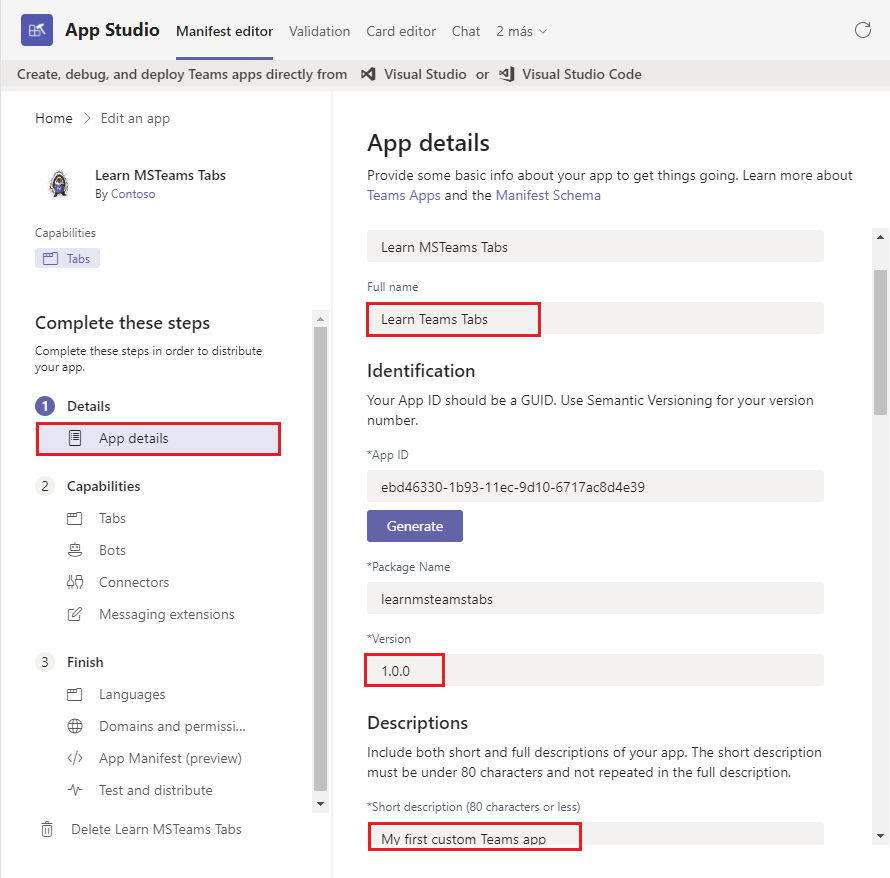 App Studio
Manifest editor
Validation
Card editor
Chat
2 más
Create, debug, and deploy Teams apps directly from Visual Studio or Visual Studio Code
Home > Edit an app
Learn MSTeams Tabs
By Contoso
Capabilities
Tabs
Complete these steps
Complete these steps in order to distribute
your app.
1 Details
App details
2 Capabilities
Tabs
Bots
Connectors
Messaging extensions
3 Finish
Languages
Domains and permissi...
App Manifest (preview)
Test and distribute
Delete Learn MSTeams Tabs
App details
Provide some basic info about your app to get things going. Learn more about
Teams Apps and the Manifest Schema
Learn MSTeams Tabs
Full name
Learn Teams Tabs
Identification
Your App ID should be a GUID. Use Semantic Versioning for your version
number.
*App ID
ebd46330-1b93-11ec-9d10-6717ac8d4e39
Generate
*Package Name
learnmsteamstabs
*Version
1.0.0
Descriptions
Include both short and full descriptions of your app. The short description
must be under 80 characters and not repeated in the full description.
*Short description (80 characters or less)
My first custom Teams app